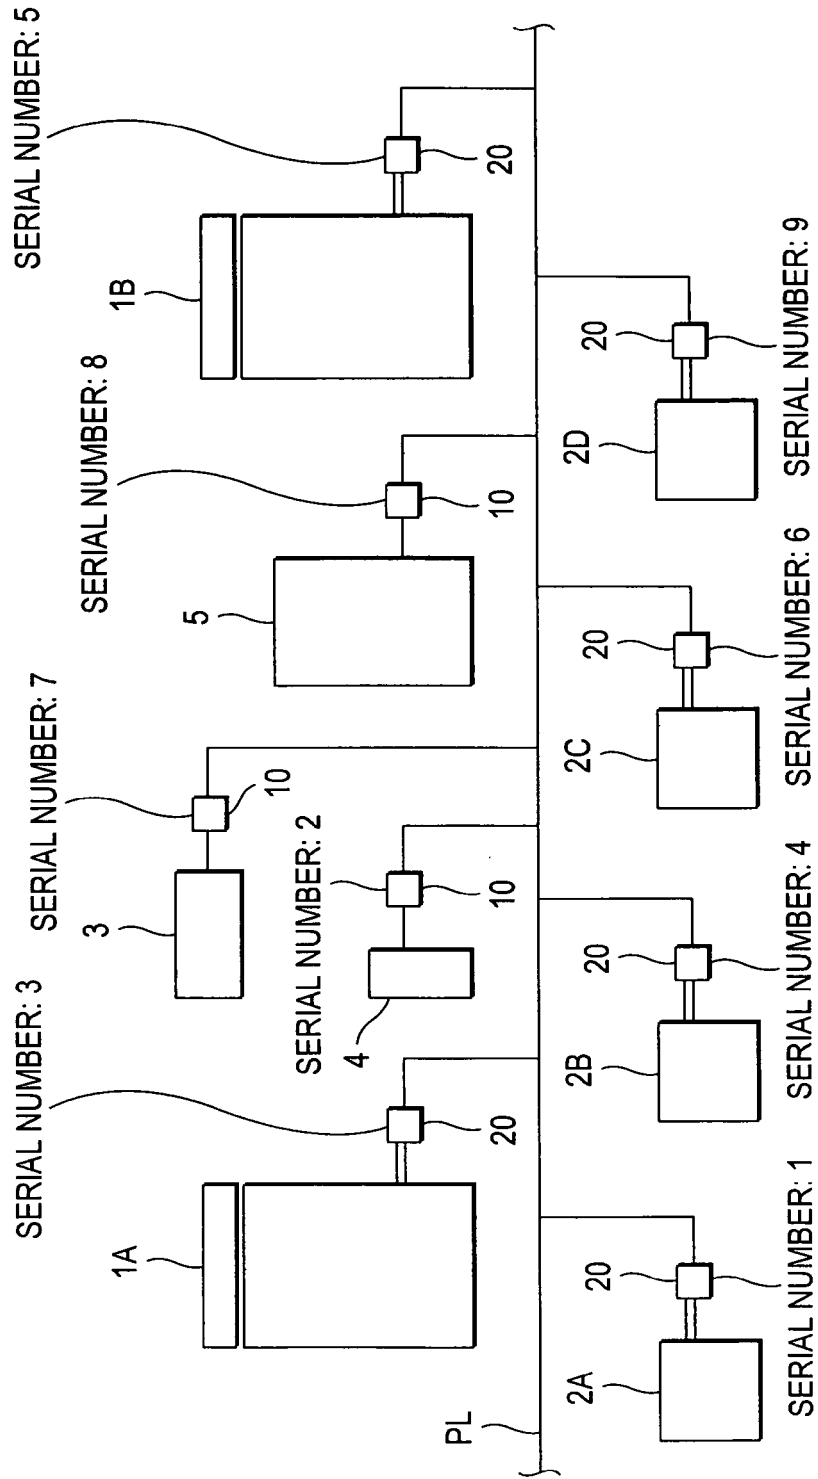 SERIAL NUMBER: 3
SERIAL NUMBER: 7
SERIAL NUMBER: 8
SERIAL NUMBER: 5
1A
20
3
10
SERIAL NUMBER: 2
4
10
5
10
1B
20
PL
2A
20
SERIAL NUMBER: 1
2B
20
SERIAL NUMBER: 4
2C
20
SERIAL NUMBER: 6
2D
20
SERIAL NUMBER: 9